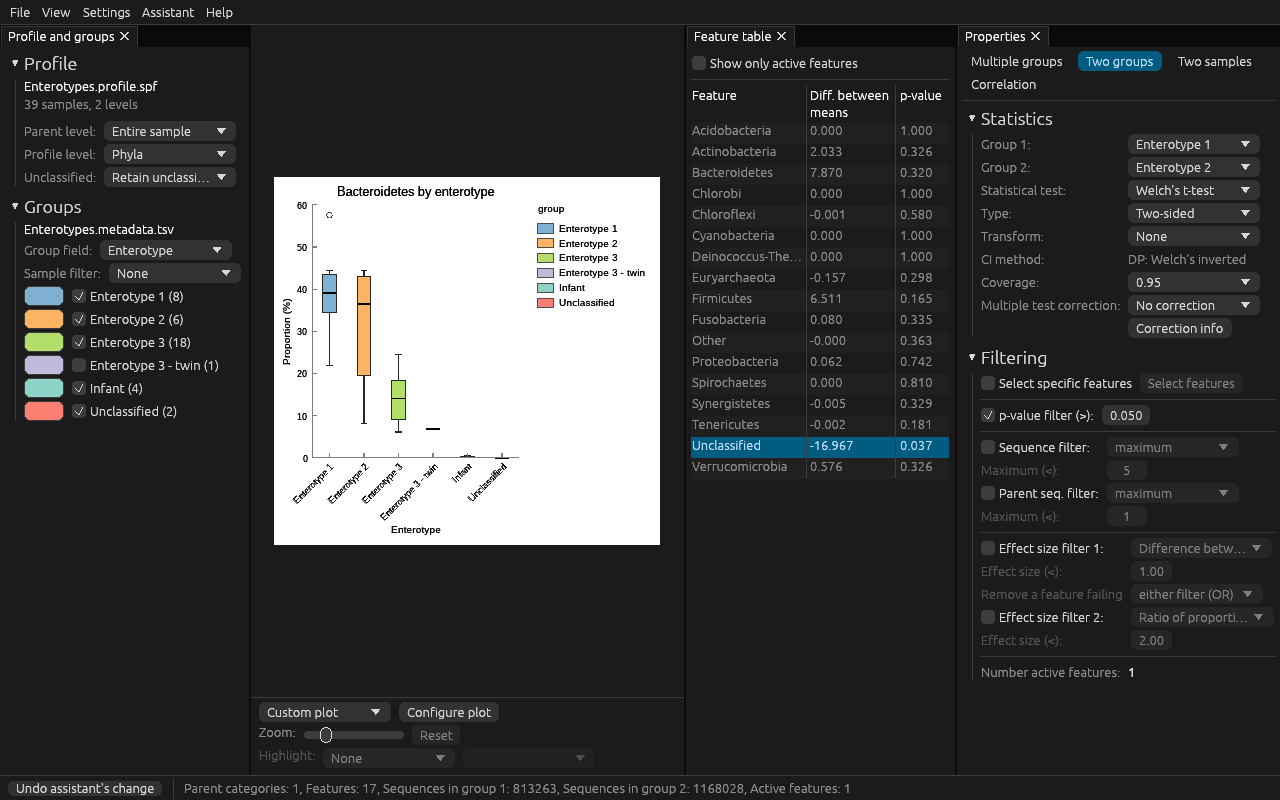 File View Settings Assistant Help
Profile and groups ✕
Profile
Enterotypes.profile.spf
39 samples, 2 levels
Parent level: Entire sample
Profile level: Phyla
Unclassified: Retain unclassi...
Groups
Enterotypes.metadata.tsv
Group field: Enterotype
Sample filter: None
Enterotype 1 (8)
Enterotype 2 (6)
Enterotype 3 (18)
Enterotype 3 - twin (1)
Infant (4)
Unclassified (2)
Bacteroidetes by enterotype
Proportion (%)
60
50
40
30
20
10
0
Enterotype 1
Enterotype 2
Enterotype 3
Enterotype 3 - twin
Infant
Unclassified
Enterotype
group
Enterotype 1
Enterotype 2
Enterotype 3
Enterotype 3 - twin
Infant
Unclassified
Custom plot Configure plot
Zoom: Reset
Highlight: None
Feature table ✕
Show only active features
Feature Diff. between means p-value
Acidobacteria 0.000 1.000
Actinobacteria 2.033 0.326
Bacteroidetes 7.870 0.320
Chlorobi 0.000 1.000
Chloroflexi -0.001 0.580
Cyanobacteria 0.000 1.000
Deinococcus-The... 0.000 1.000
Euryarchaeota -0.157 0.298
Firmicutes 6.511 0.165
Fusobacteria 0.080 0.335
Other -0.000 0.363
Proteobacteria 0.062 0.742
Spirochaetes 0.000 0.810
Synergistetes -0.005 0.329
Tenericutes -0.002 0.181
Unclassified -16.967 0.037
Verrucomicrobia 0.576 0.326
Properties ✕
Multiple groups Two groups Two samples
Correlation
Statistics
Group 1: Enterotype 1
Group 2: Enterotype 2
Statistical test: Welch's t-test
Type: Two-sided
Transform: None
CI method: DP: Welch's inverted
Coverage: 0.95
Multiple test correction: No correction
Correction info
Filtering
Select specific features Select features
p-value filter (>): 0.050
Sequence filter: maximum
Maximum (<): 5
Parent seq. filter: maximum
Maximum (<): 1
Effect size filter 1: Difference betw...
Effect size (<): 1.00
Remove a feature failing either filter (OR)
Effect size filter 2: Ratio of proporti...
Effect size (<): 2.00
Number active features: 1
Undo assistant's change Parent categories: 1, Features: 17, Sequences in group 1: 813263, Sequences in group 2: 1168028, Active features: 1